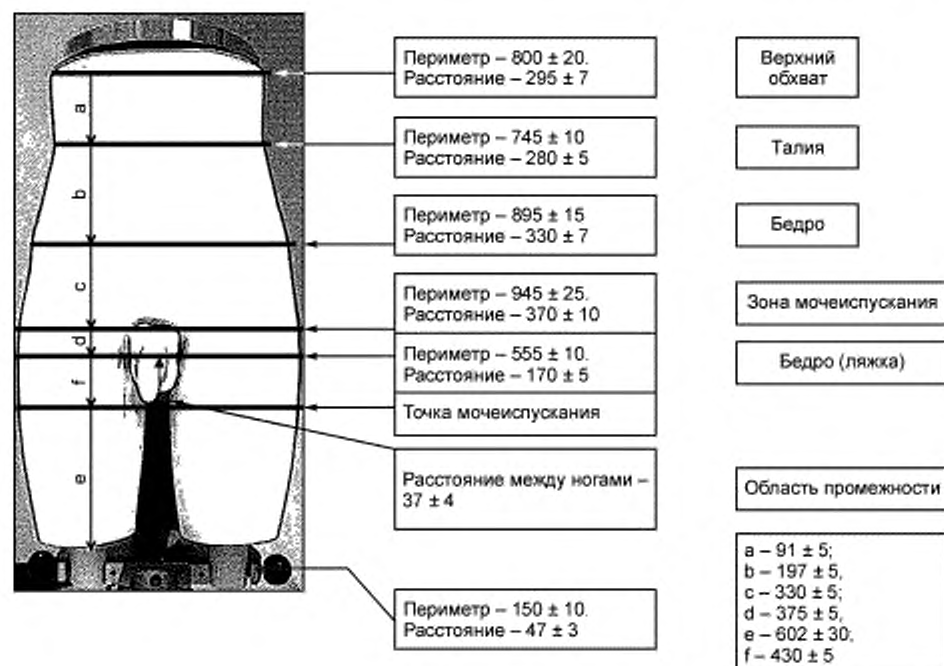 Периметр – 800 ± 20.
Расстояние – 295 ± 7
Верхний
обхват
a
Периметр – 745 ± 10
Расстояние – 280 ± 5
Талия
b
Периметр – 895 ± 15
Расстояние – 330 ± 7
Бедро
c
Периметр – 945 ± 25.
Расстояние – 370 ± 10
Зона мочеиспускания
d
Периметр – 555 ± 10.
Расстояние – 170 ± 5
Бедро (ляжка)
f
Точка мочеиспускания
e
Расстояние между ногами –
37 ± 4
Область промежности
Периметр – 150 ± 10.
Расстояние – 47 ± 3
a – 91 ± 5;
b – 197 ± 5,
c – 330 ± 5;
d – 375 ± 5,
e – 602 ± 30;
f – 430 ± 5